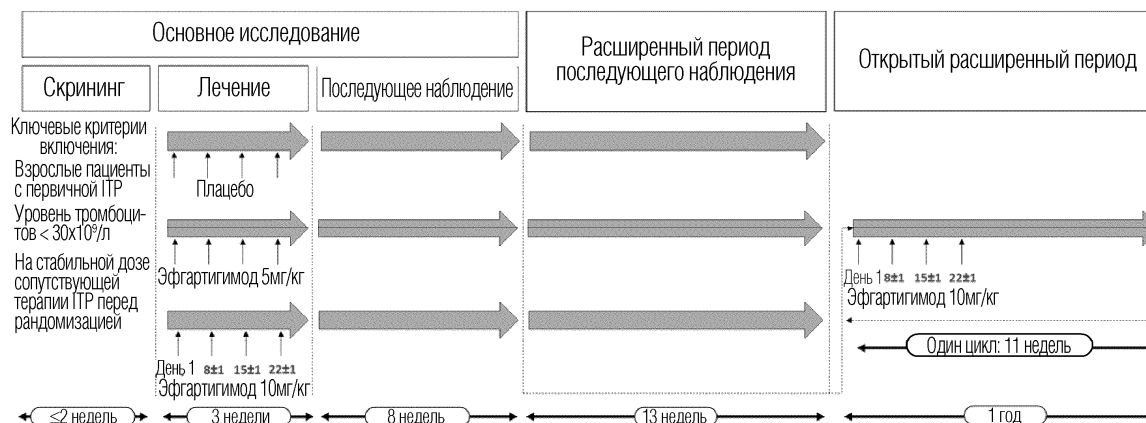 Основное исследование
Расширенный период
последующего наблюдения
Открытый расширенный период
Скрининг
Лечение
Последующее наблюдение
Ключевые критерии
включения:
Взрослые пациенты
с первичной ITP
Уровень тромбоци-
тов < 30х10⁹/л
На стабильной дозе
сопутствующей
терапии ITP перед
рандомизацией
Плацебо
Эфгартигимод 5мг/кг
День 1 8±1 15±1 22±1
Эфгартигимод 10мг/кг
День 1 8±1 15±1 22±1
Эфгартигимод 10мг/кг
Один цикл: 11 недель
≤2 недель
3 недели
8 недель
13 недель
1 год